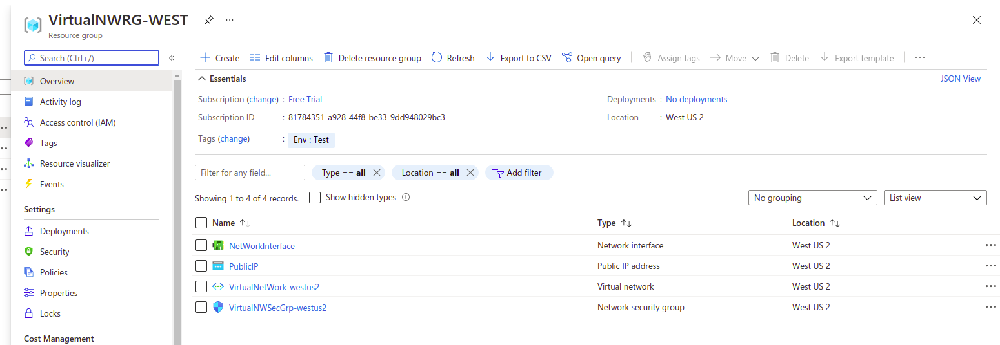 VirtualNWRG-WEST
Resource group
Search (Ctrl+/)
Overview
Activity log
Access control (IAM)
Tags
Resource visualizer
Events
Settings
Deployments
Security
Policies
Properties
Locks
Cost Management
Create Edit columns Delete resource group Refresh Export to CSV Open query Assign tags Move Delete Export template
Essentials JSON View
Subscription (change) : Free Trial Deployments : No deployments
Subscription ID : 81784351-a928-44f8-be33-9dd948029bc3 Location : West US 2
Tags (change) : Env : Test
Filter for any field... Type == all Location == all Add filter
Showing 1 to 4 of 4 records. Show hidden types No grouping List view
Name Type Location
NetWorkInterface Network interface West US 2
PublicIP Public IP address West US 2
VirtualNetWork-westus2 Virtual network West US 2
VirtualNWSecGrp-westus2 Network security group West US 2